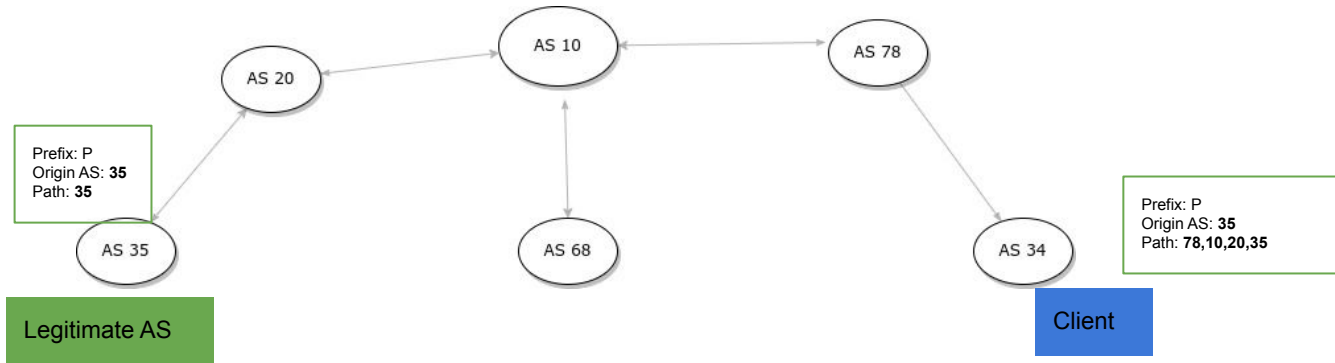 AS 10
AS 78
AS 20
Prefix: P
Origin AS: 35
Path: 35
Prefix: P
Origin AS: 35
Path: 78,10,20,35
AS 35
AS 68
AS 34
Legitimate AS
Client